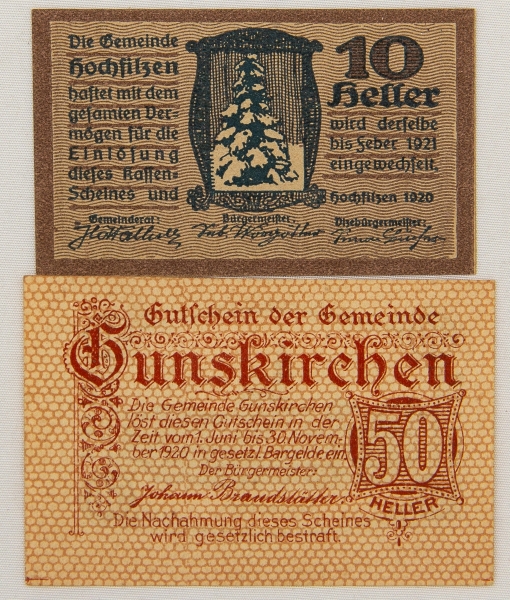 Die Gemeinde
Hochfilzen
haftet mit dem
gesamten Ver-
mögen für die
Einlösung
dieses Kassen-
Scheines und
10
Heller
wird derselbe
bis Feber 1921
eingewechselt.
Hochfilzen 1920
Gemeinderat:
Bürgermeister:
Vizebürgermeister:
Gutschein der Gemeinde
Gunskirchen
Die Gemeinde Gunskirchen
löst diesen Gutschein in der
Zeit vom 1. Juni bis 30 Novem-
ber 1920 in gesetzl. Bargelde ein.
Der Bürgermeister:
Johann Brandstätter
50
HELLER
Die Nachahmung dieses Scheines
wird gesetzlich bestraft.